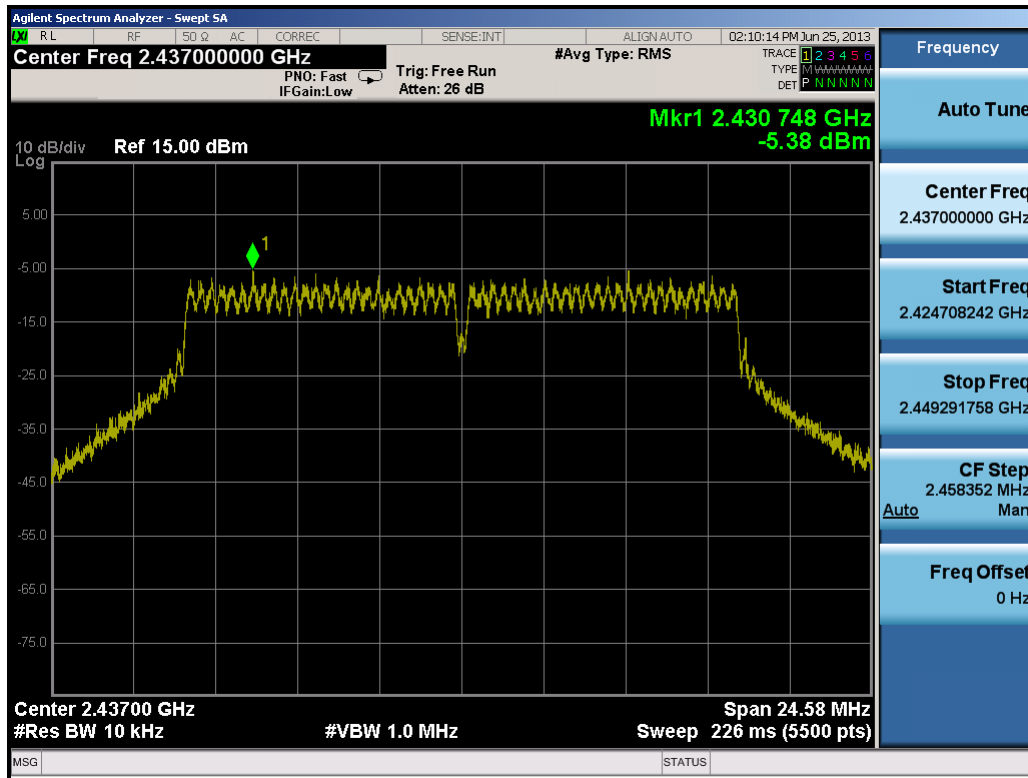 Agilent Spectrum Analyzer - Swept SA
LXI RL RF 50 Ω AC CORREC SENSE:INT ALIGN AUTO 02:10:14 PM Jun 25, 2013
Center Freq 2.437000000 GHz
#Avg Type: RMS
TRACE 1 2 3 4 5 6
PNO: Fast
IFGain:Low
Trig: Free Run
Atten: 26 dB
TYPE M WWWWW
DET P N N N N N
Mkr1 2.430 748 GHz
-5.38 dBm
10 dB/div Ref 15.00 dBm
Log
1
5.00
-5.00
-15.0
-25.0
-35.0
-45.0
-55.0
-65.0
-75.0
Center 2.43700 GHz Span 24.58 MHz
#Res BW 10 kHz #VBW 1.0 MHz Sweep 226 ms (5500 pts)
MSG STATUS
Frequency
Auto Tune
Center Freq
2.437000000 GHz
Start Freq
2.424708242 GHz
Stop Freq
2.449291758 GHz
CF Step
2.458352 MHz
Auto Man
Freq Offset
0 Hz